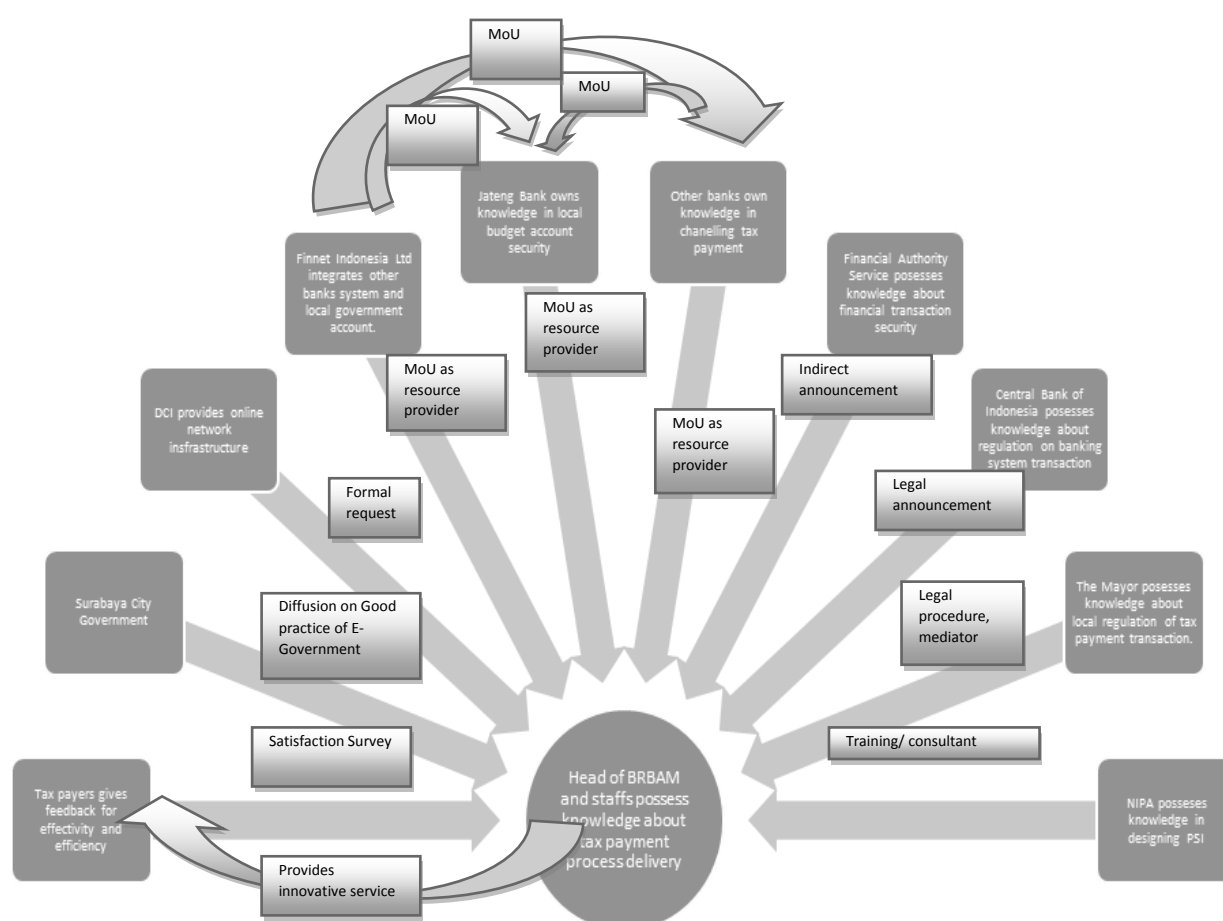 MoU
MoU
MoU
Jateng Bank owns
knowledge in local
budget account
security
Other banks own
knowledge in
chanelling tax
payment
Finnet Indonesia Ltd
integrates other
banks system and
local government
account.
Financial Authority
Service posesses
knowledge about
financial transaction
security
MoU as
resource
provider
MoU as
resource
provider
Indirect
announcement
DCI provides online
network
insfrastructure
MoU as
resource
provider
Central Bank of
Indonesia posesses
knowledge about
regulation on banking
system transaction
Formal
request
Legal
announcement
Surabaya City
Government
Diffusion on Good
practice of E-
Government
Legal
procedure,
mediator
The Mayor posesses
knowledge about
local regulation of tax
payment transaction.
Satisfaction Survey
Training/ consultant
Tax payers gives
feedback for
effectivity and
efficiency
Head of BRBAM
and staffs possess
knowledge about
tax payment
process delivery
NIPA posseses
knowledge in
designing PSI
Provides
innovative service